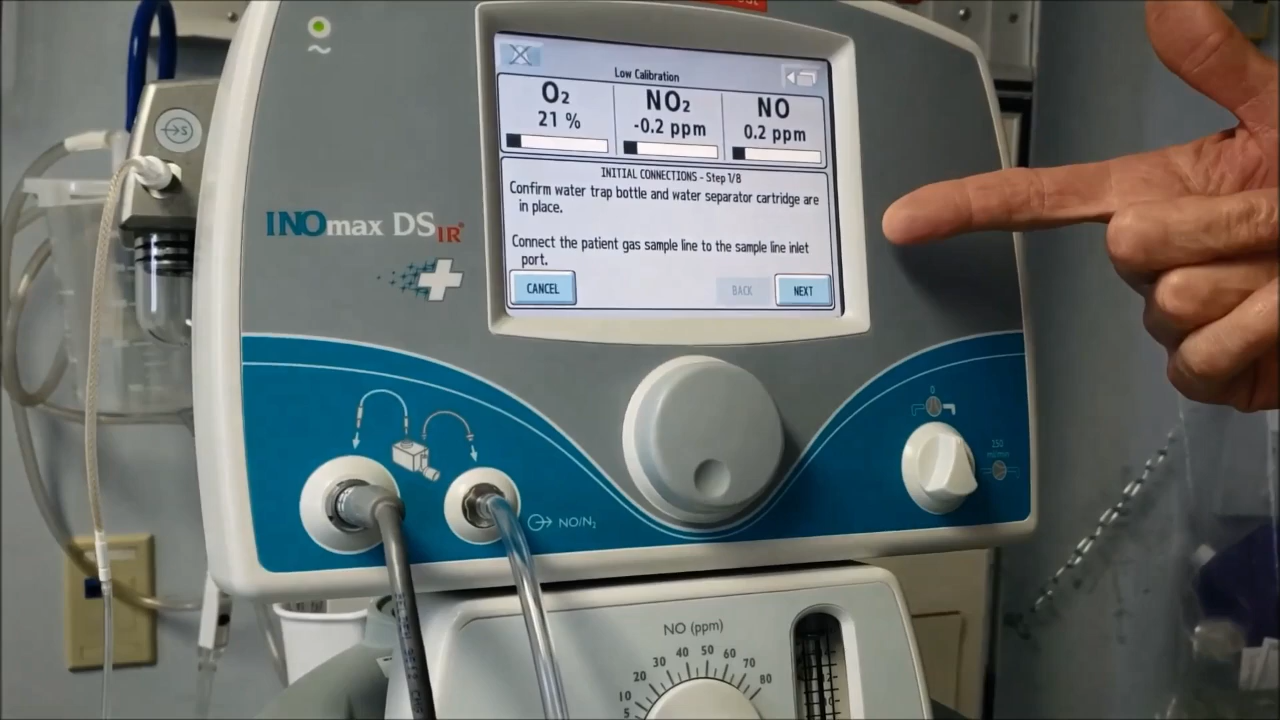 Low Calibration
O₂ NO₂ NO
21 % -0.2 ppm 0.2 ppm
INITIAL CONNECTIONS - Step 1/8
Confirm water trap bottle and water separator cartridge are
in place.
Connect the patient gas sample line to the sample line inlet
port.
CANCEL BACK NEXT
S
INOmax DSIR®
NO/N₂
0
250
NO (ppm)
5 10 20 30 40 50 60 70 80